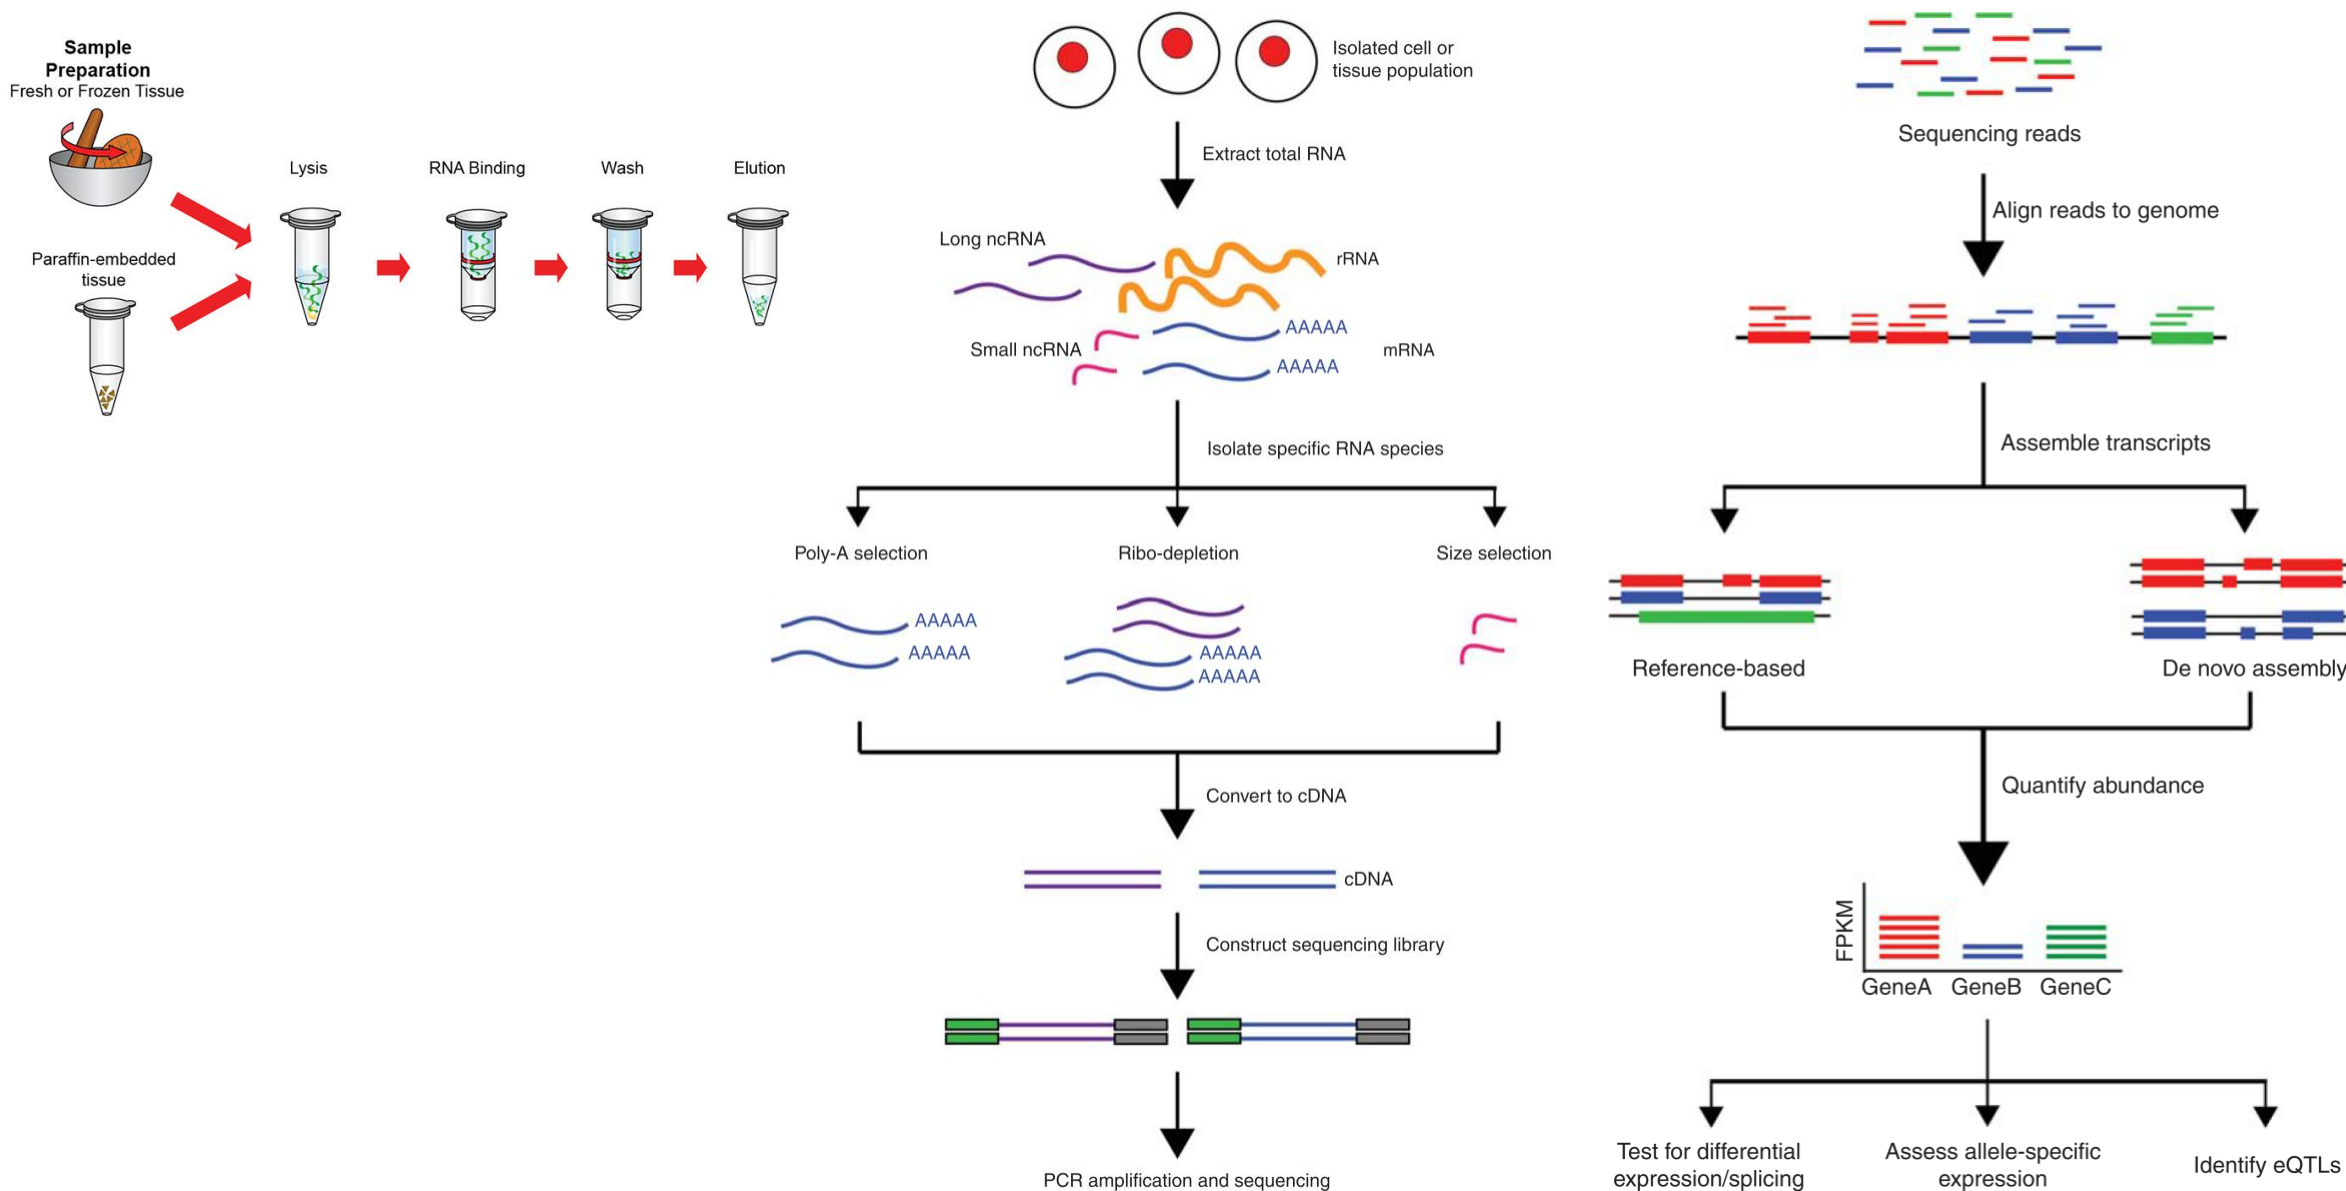 Sample
Preparation
Fresh or Frozen Tissue
Paraffin-embedded
tissue
Lysis
RNA Binding
Wash
Elution
Isolated cell or
tissue population
Extract total RNA
Long ncRNA
rRNA
AAAAA
Small ncRNA
mRNA
AAAAA
Isolate specific RNA species
Poly-A selection
Ribo-depletion
Size selection
AAAAA
AAAAA
AAAAA
AAAAA
Convert to cDNA
cDNA
Construct sequencing library
PCR amplification and sequencing
Sequencing reads
Align reads to genome
Assemble transcripts
Reference-based
De novo assembly
Quantify abundance
FPKM
GeneA
GeneB
GeneC
Test for differential
expression/splicing
Assess allele-specific
expression
Identify eQTLs